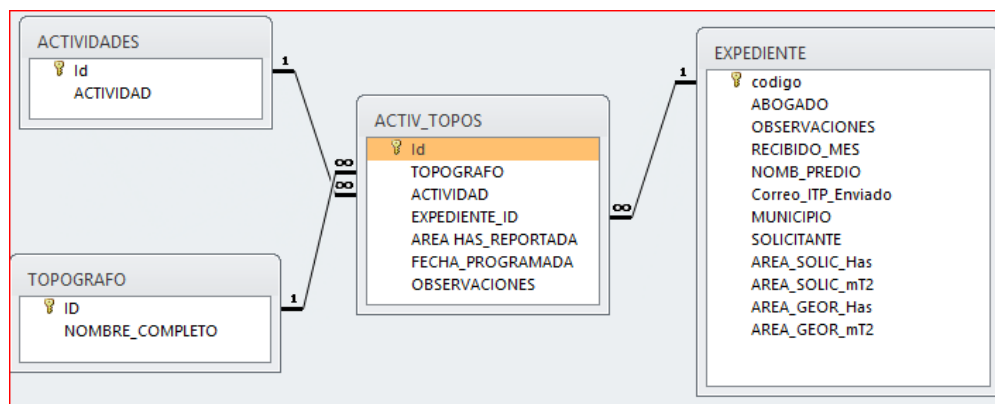 ACTIVIDADES
Id
ACTIVIDAD
1
TOPOGRAFO
ID
NOMBRE_COMPLETO
1
∞
∞
ACTIV_TOPOS
Id
TOPOGRAFO
ACTIVIDAD
EXPEDIENTE_ID
AREA HAS_REPORTADA
FECHA_PROGRAMADA
OBSERVACIONES
∞
1
EXPEDIENTE
codigo
ABOGADO
OBSERVACIONES
RECIBIDO_MES
NOMB_PREDIO
Correo_ITP_Enviado
MUNICIPIO
SOLICITANTE
AREA_SOLIC_Has
AREA_SOLIC_mT2
AREA_GEOR_Has
AREA_GEOR_mT2